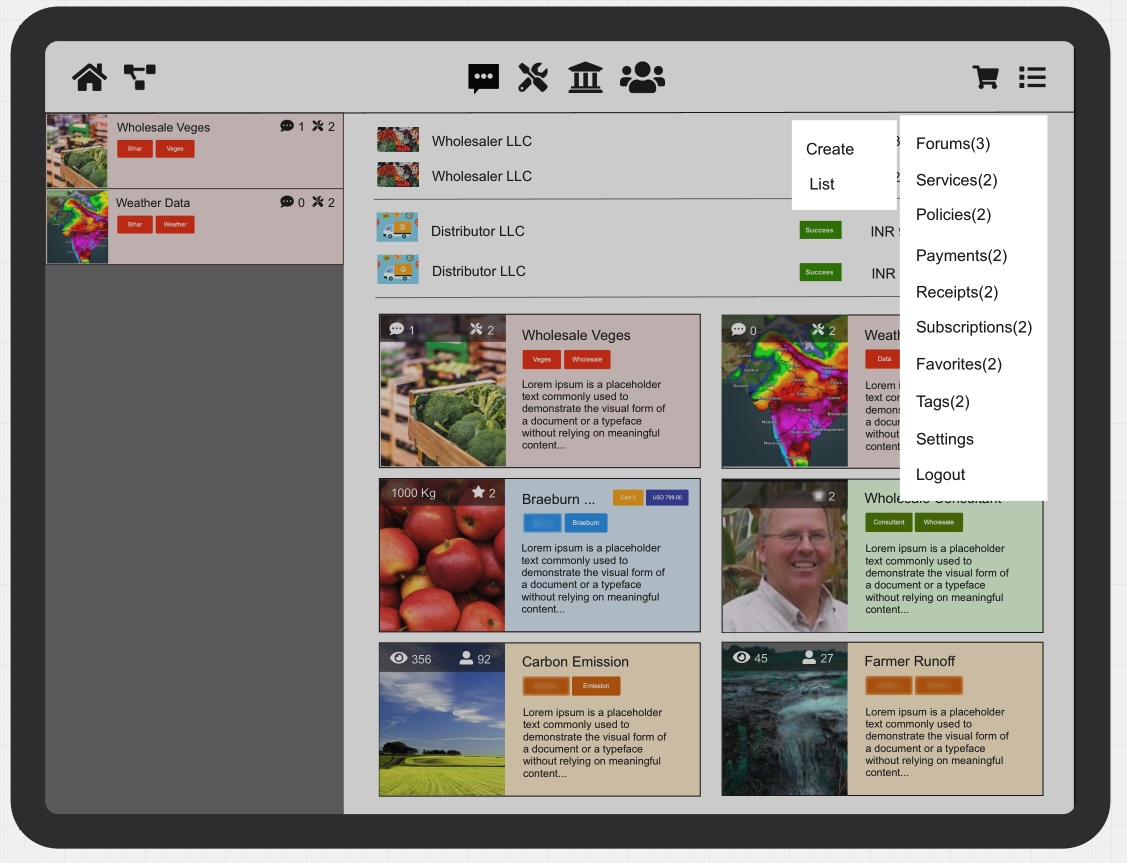 Wholesale Veges
1 2
Bihar Veges
Weather Data
0 2
Bihar Weather
Wholesaler LLC
Wholesaler LLC
Distributor LLC
Success INR
Distributor LLC
Success INR
Create
List
Forums(3)
Services(2)
Policies(2)
Payments(2)
Receipts(2)
Subscriptions(2)
Favorites(2)
Tags(2)
Settings
Logout
1 2
Wholesale Veges
Veges Wholesale
Lorem ipsum is a placeholder
text commonly used to
demonstrate the visual form of
a document or a typeface
without relying on meaningful
content...
0 2
Data
Lorem
text
a
without
content...
1000 Kg 2
Braeburn ...
Cart 3 USD 799.00
Braeburn
Lorem ipsum is a placeholder
text commonly used to
demonstrate the visual form of
a document or a typeface
without relying on meaningful
content...
2
Wholesale Consultant
Consultant Wholesale
Lorem ipsum is a placeholder
text commonly used to
demonstrate the visual form of
a document or a typeface
without relying on meaningful
content...
356 92
Carbon Emission
Emission
Lorem ipsum is a placeholder
text commonly used to
demonstrate the visual form of
a document or a typeface
without relying on meaningful
content...
45 27
Farmer Runoff
Lorem ipsum is a placeholder
text commonly used to
demonstrate the visual form of
a document or a typeface
without relying on meaningful
content...